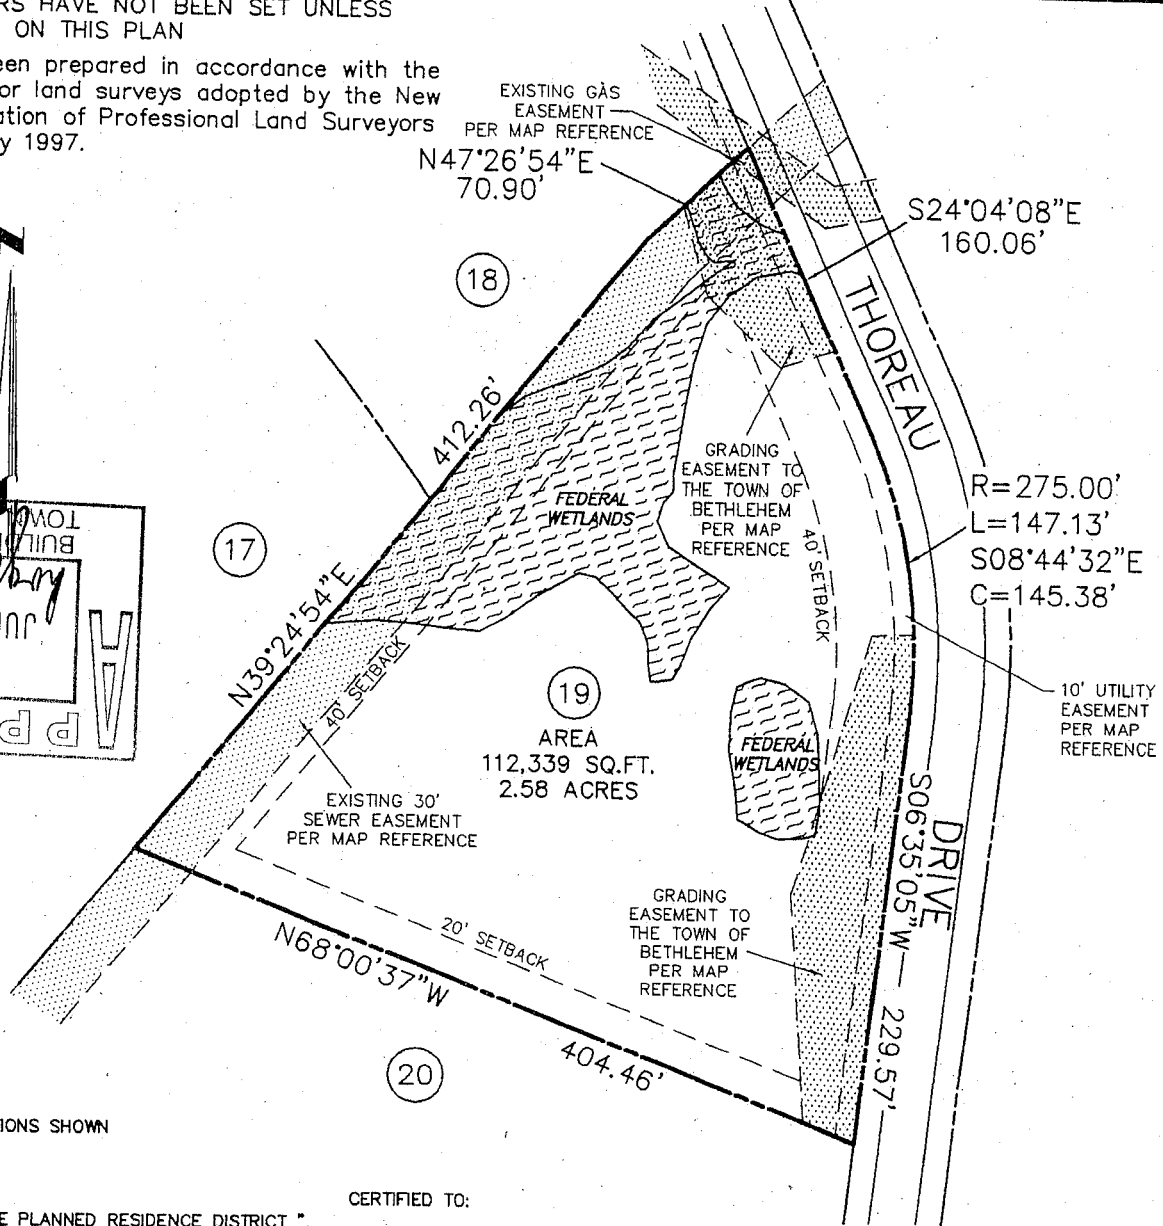 RS HAVE NOT BEEN SET UNLESS
ON THIS PLAN
een prepared in accordance with the
or land surveys adopted by the New
ation of Professional Land Surveyors
y 1997.
EXISTING GAS
EASEMENT
PER MAP REFERENCE
N47°26'54"E
70.90'
S24°04'08"E
160.06'
18
THOREAU
412.26'
GRADING
EASEMENT TO
THE TOWN OF
BETHLEHEM
PER MAP
REFERENCE
FEDERAL
WETLANDS
R=275.00'
L=147.13'
S08°44'32"E
C=145.38'
40' SETBACK
17
N39°24'54"E
40' SETBACK
19
AREA
112,339 SQ.FT.
2.58 ACRES
10' UTILITY
EASEMENT
PER MAP
REFERENCE
FEDERAL
WETLANDS
EXISTING 30'
SEWER EASEMENT
PER MAP REFERENCE
S06°35'05"W
229.57'
DRIVE
GRADING
EASEMENT TO
THE TOWN OF
BETHLEHEM
PER MAP
REFERENCE
20' SETBACK
N68°00'37"W
404.46'
20
IONS SHOWN
CERTIFIED TO:
E PLANNED RESIDENCE DISTRICT "
TOW
BUIL
JU
A P P